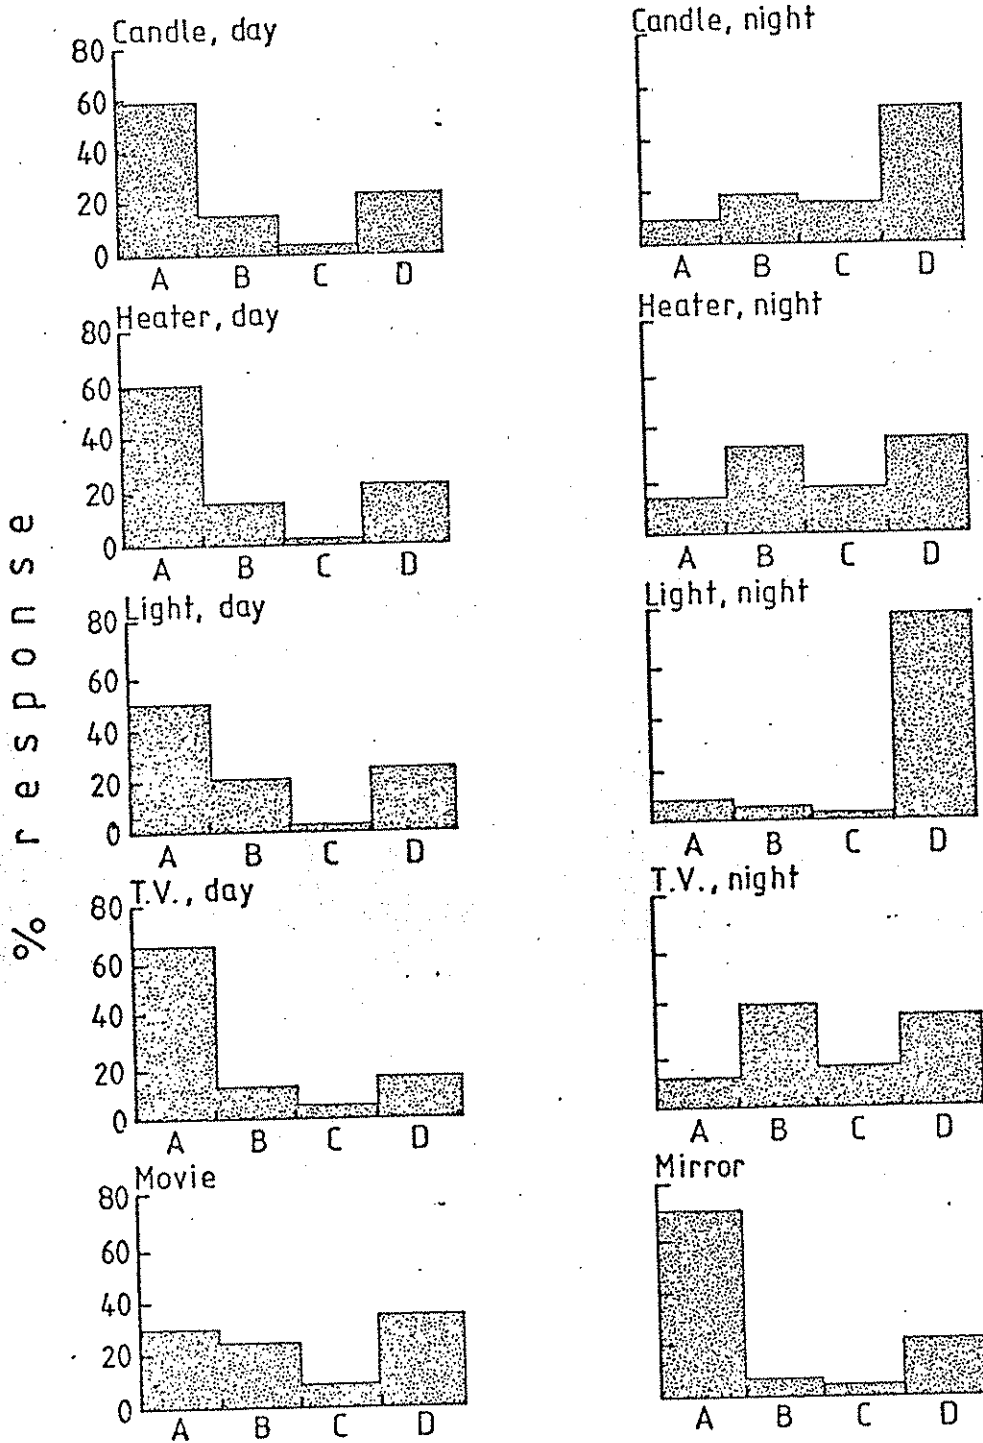 Candle, day
80
60
40
20
0
A B C D
Candle, night
A B C D
Heater, day
80
60
40
20
0
A B C D
Heater, night
A B C D
Light, day
80
60
40
20
0
A B C D
Light, night
A B C D
T.V., day
80
60
40
20
0
A B C D
T.V., night
A B C D
Movie
80
60
40
20
0
A B C D
Mirror
A B C D
% response